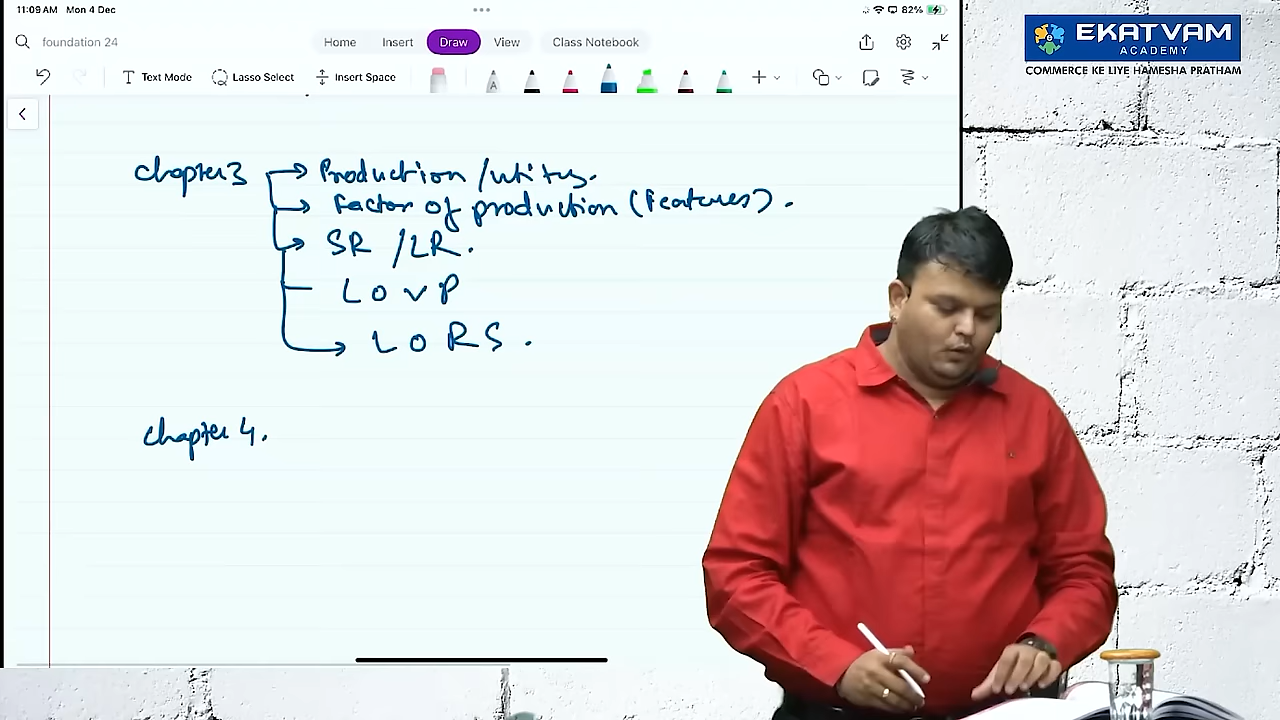 11:09 AM Mon 4 Dec
82%
foundation 24
Home Insert Draw View Class Notebook
Text Mode Lasso Select Insert Space
chapter 3 → Production / utility.
→ Factor of production (Features).
→ SR / LR.
L O V P
→ L O R S.
chapter 4.
EKATVAM
ACADEMY
COMMERCE KE LIYE HAMESHA PRATHAM